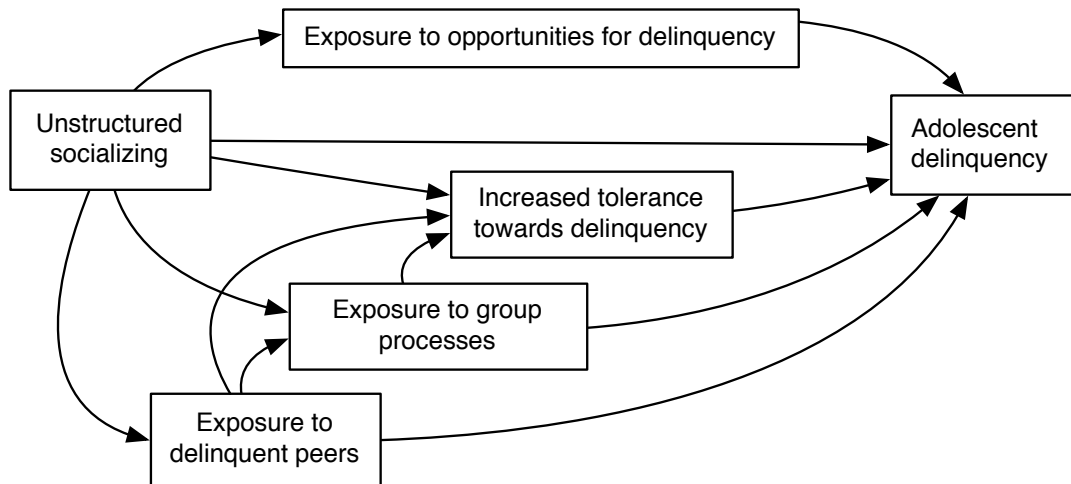 Exposure to opportunities for delinquency
Unstructured
socializing
Adolescent
delinquency
Increased tolerance
towards delinquency
Exposure to group
processes
Exposure to
delinquent peers